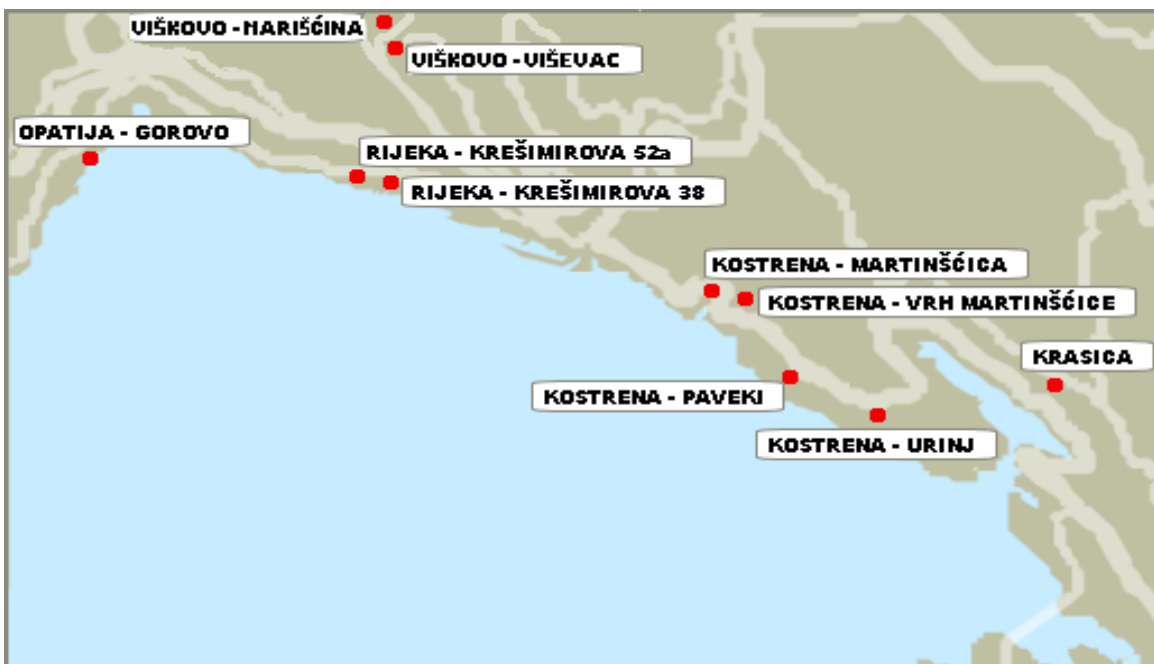 VIŠKOVO - MARIŠĆINA
VIŠKOVO - VIŠEVAC
OPATIJA - GOROVO
RIJEKA - KREŠIMIROVA 52a
RIJEKA - KREŠIMIROVA 38
KOSTRENA - MARTINŠĆICA
KOSTRENA - VRH MARTINŠĆICE
KRASICA
KOSTRENA - PAVEKI
KOSTRENA - URINJ